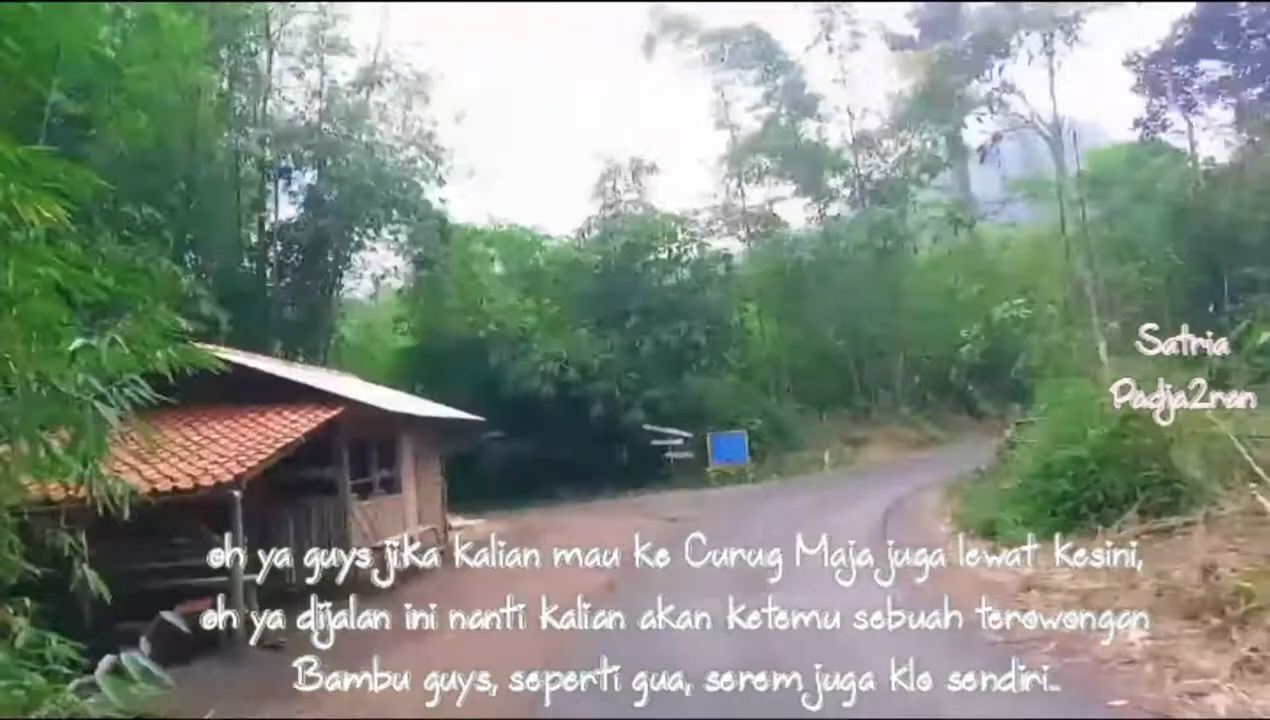 Satria
Padja2ran
oh ya guys jika kalian mau ke Curug Maja juga lewat kesini,
oh ya dijalan ini nanti kalian akan ketemu sebuah terowongan
Bambu guys, seperti gua, serem juga klo sendiri..